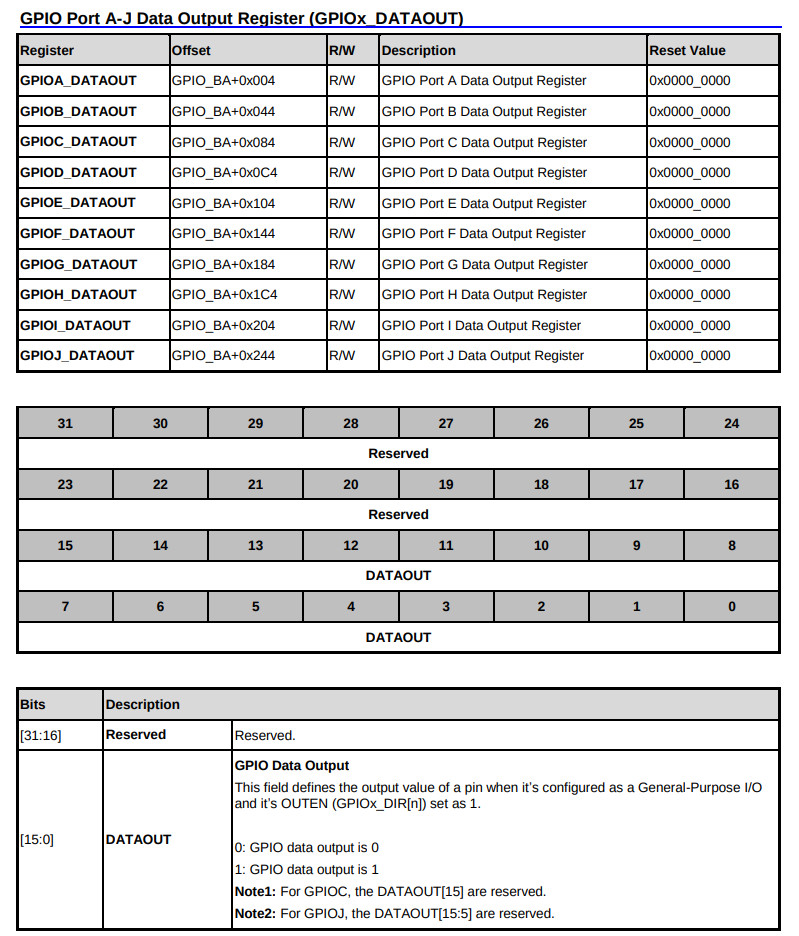 GPIO Port A-J Data Output Register (GPIOx_DATAOUT)
Register Offset R/W Description Reset Value
GPIOA_DATAOUT GPIO_BA+0x004 R/W GPIO Port A Data Output Register 0x0000_0000
GPIOB_DATAOUT GPIO_BA+0x044 R/W GPIO Port B Data Output Register 0x0000_0000
GPIOC_DATAOUT GPIO_BA+0x084 R/W GPIO Port C Data Output Register 0x0000_0000
GPIOD_DATAOUT GPIO_BA+0x0C4 R/W GPIO Port D Data Output Register 0x0000_0000
GPIOE_DATAOUT GPIO_BA+0x104 R/W GPIO Port E Data Output Register 0x0000_0000
GPIOF_DATAOUT GPIO_BA+0x144 R/W GPIO Port F Data Output Register 0x0000_0000
GPIOG_DATAOUT GPIO_BA+0x184 R/W GPIO Port G Data Output Register 0x0000_0000
GPIOH_DATAOUT GPIO_BA+0x1C4 R/W GPIO Port H Data Output Register 0x0000_0000
GPIOI_DATAOUT GPIO_BA+0x204 R/W GPIO Port I Data Output Register 0x0000_0000
GPIOJ_DATAOUT GPIO_BA+0x244 R/W GPIO Port J Data Output Register 0x0000_0000
31 30 29 28 27 26 25 24
Reserved
23 22 21 20 19 18 17 16
Reserved
15 14 13 12 11 10 9 8
DATAOUT
7 6 5 4 3 2 1 0
DATAOUT
Bits Description
[31:16] Reserved Reserved.
[15:0] DATAOUT GPIO Data Output
This field defines the output value of a pin when it's configured as a General-Purpose I/O
and it's OUTEN (GPIOx_DIR[n]) set as 1.
0: GPIO data output is 0
1: GPIO data output is 1
Note1: For GPIOC, the DATAOUT[15] are reserved.
Note2: For GPIOJ, the DATAOUT[15:5] are reserved.